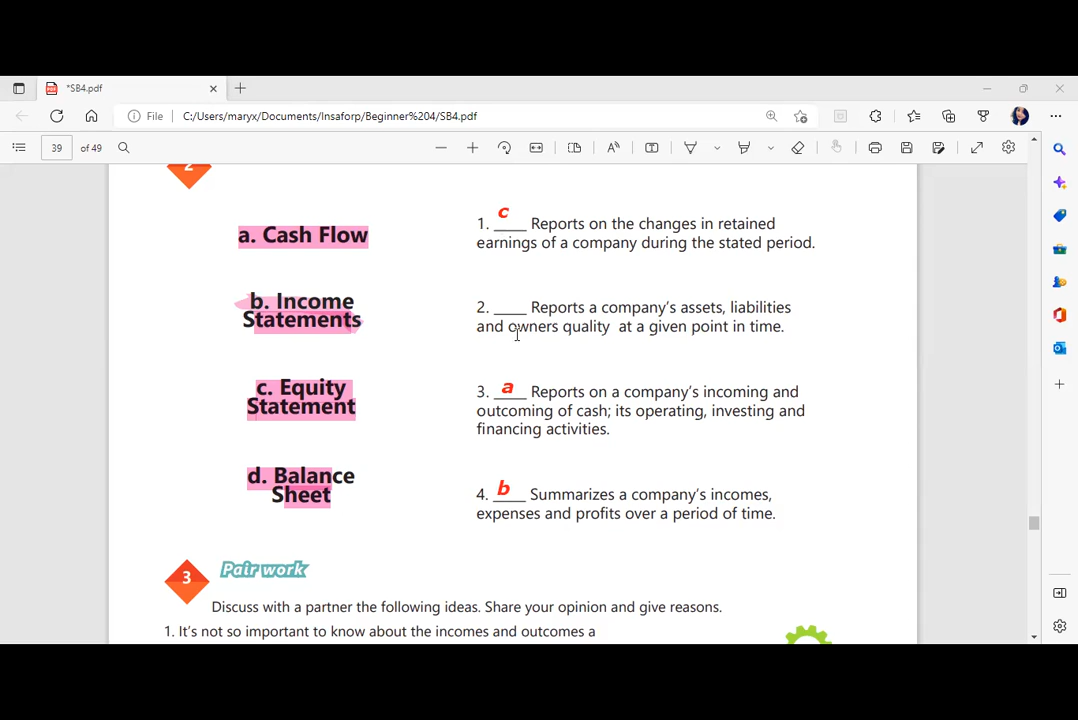 *SB4.pdf
File C:/Users/maryx/Documents/Insaforp/Beginner%204/SB4.pdf
39 of 49
2
a. Cash Flow
b. Income
Statements
c. Equity
Statement
d. Balance
Sheet
c
1. ____ Reports on the changes in retained
earnings of a company during the stated period.
2. ____ Reports a company's assets, liabilities
and owners quality at a given point in time.
a
3. ____ Reports on a company's incoming and
outcoming of cash; its operating, investing and
financing activities.
b
4. ____ Summarizes a company's incomes,
expenses and profits over a period of time.
3 Pair work
Discuss with a partner the following ideas. Share your opinion and give reasons.
1. It's not so important to know about the incomes and outcomes a